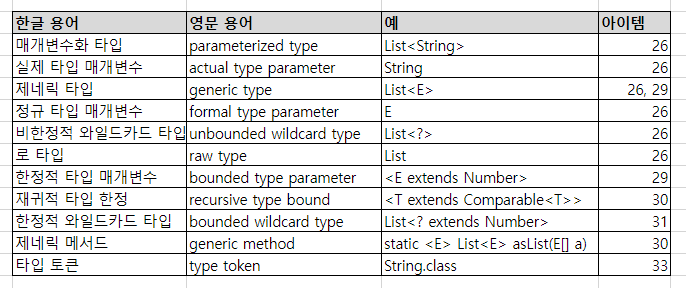 한글 용어 영문 용어 예 아이템
매개변수화 타입 parameterized type List<String> 26
실제 타입 매개변수 actual type parameter String 26
제네릭 타입 generic type List<E> 26, 29
정규 타입 매개변수 formal type parameter E 26
비한정적 와일드카드 타입 unbounded wildcard type List<?> 26
로 타입 raw type List 26
한정적 타입 매개변수 bounded type parameter <E extends Number> 29
재귀적 타입 한정 recursive type bound <T extends Comparable<T>> 30
한정적 와일드카드 타입 bounded wildcard type List<? extends Number> 31
제네릭 메서드 generic method static <E> List<E> asList(E[] a) 30
타입 토큰 type token String.class 33